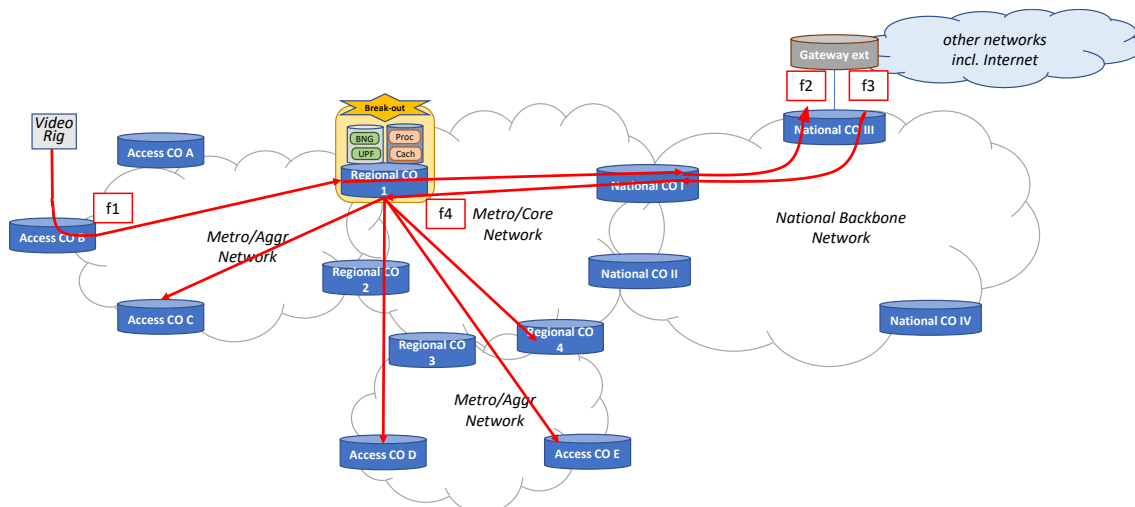 other networks
incl. Internet
Gateway ext
f2
f3
National CO III
Break-out
BNG
Proc
UPF
Cach
Regional CO
1
Video
Rig
Access CO A
National CO I
f1
f4
Metro/Core
Network
National Backbone
Network
Access CO B
Metro/Aggr
Network
Regional CO
2
National CO II
Access CO C
National CO IV
Regional CO
3
Regional CO
4
Metro/Aggr
Network
Access CO D
Access CO E